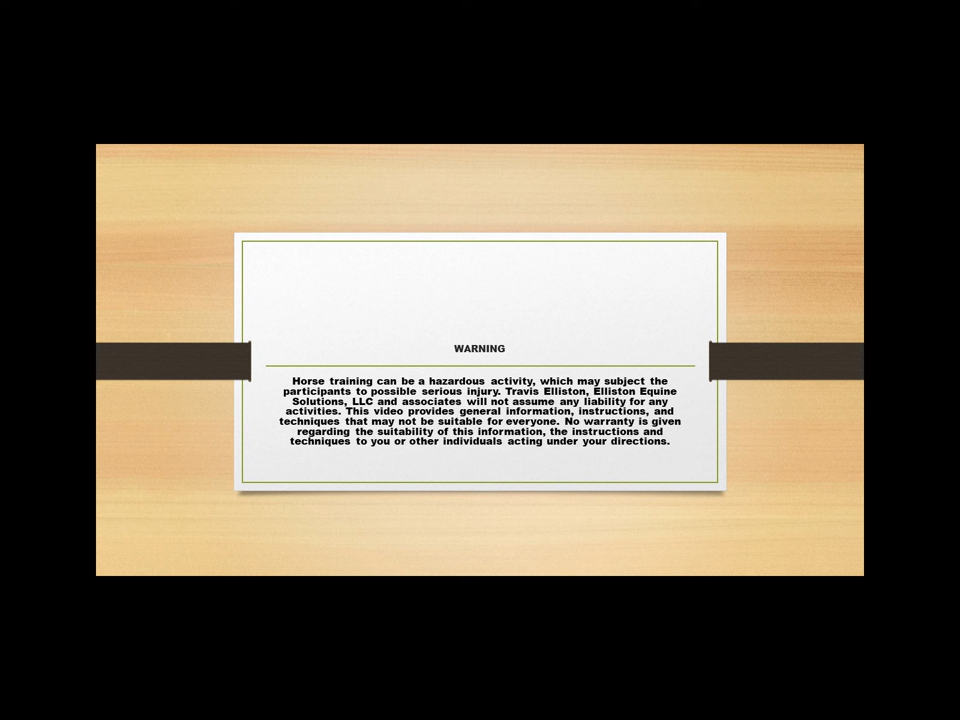 WARNING
Horse training can be a hazardous activity, which may subject the
participants to possible serious injury. Travis Elliston, Elliston Equine
Solutions, LLC and associates will not assume any liability for any
activities. This video provides general information, instructions, and
techniques that may not be suitable for everyone. No warranty is given
regarding the suitability of this information, the instructions and
techniques to you or other individuals acting under your directions.